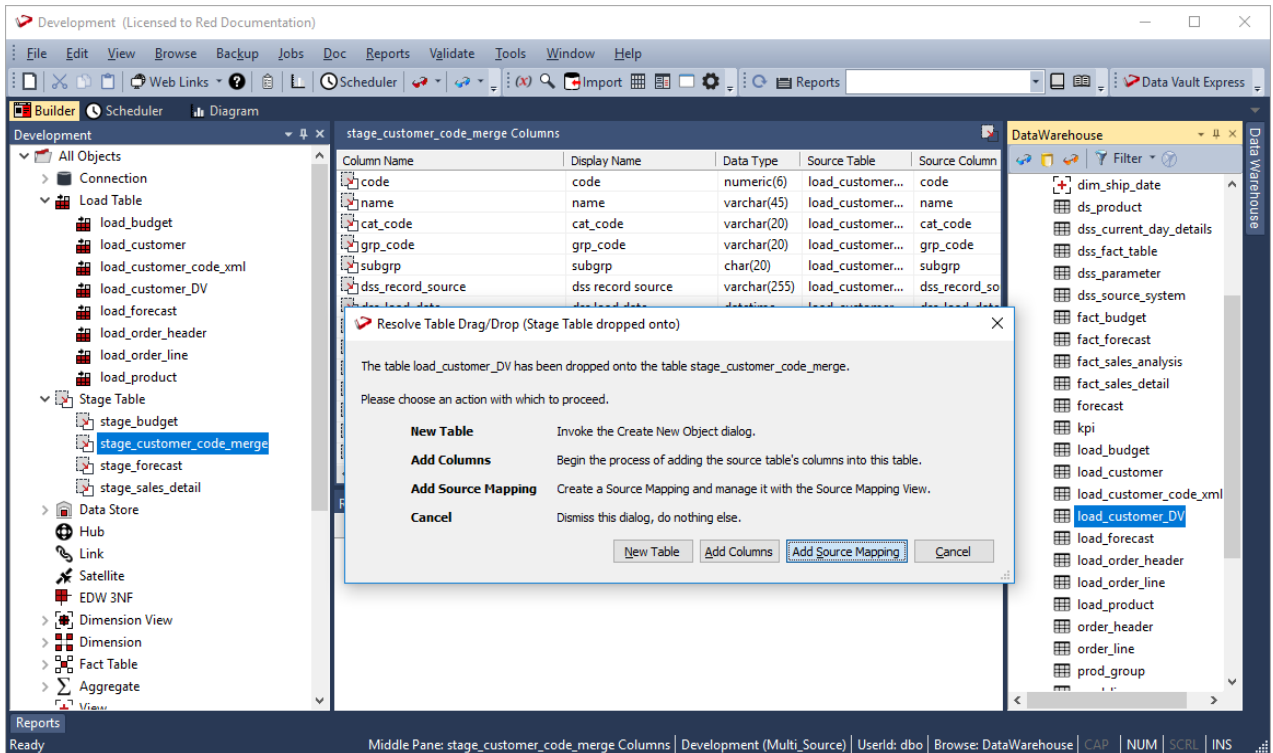 Development (Licensed to Red Documentation)
File Edit View Browse Backup Jobs Doc Reports Validate Tools Window Help
Web Links Scheduler (x) Import Reports Data Vault Express
Builder Scheduler Diagram
Development
All Objects
Connection
Load Table
load_budget
load_customer
load_customer_code_xml
load_customer_DV
load_forecast
load_order_header
load_order_line
load_product
Stage Table
stage_budget
stage_customer_code_merge
stage_forecast
stage_sales_detail
Data Store
Hub
Link
Satellite
EDW 3NF
Dimension View
Dimension
Fact Table
Aggregate
View
stage_customer_code_merge Columns
Column Name Display Name Data Type Source Table Source Column
code code numeric(6) load_customer... code
name name varchar(45) load_customer... name
cat_code cat_code varchar(20) load_customer... cat_code
grp_code grp_code varchar(20) load_customer... grp_code
subgrp subgrp char(20) load_customer... subgrp
dss_record_source dss record source varchar(255) load_customer... dss_record_so
Resolve Table Drag/Drop (Stage Table dropped onto)
The table load_customer_DV has been dropped onto the table stage_customer_code_merge.
Please choose an action with which to proceed.
New Table Invoke the Create New Object dialog.
Add Columns Begin the process of adding the source table's columns into this table.
Add Source Mapping Create a Source Mapping and manage it with the Source Mapping View.
Cancel Dismiss this dialog, do nothing else.
New Table Add Columns Add Source Mapping Cancel
DataWarehouse
Filter
dim_ship_date
ds_product
dss_current_day_details
dss_fact_table
dss_parameter
dss_source_system
fact_budget
fact_forecast
fact_sales_analysis
fact_sales_detail
forecast
kpi
load_budget
load_customer
load_customer_code_xml
load_customer_DV
load_forecast
load_order_header
load_order_line
load_product
order_header
order_line
prod_group
Data Warehouse
Reports
Ready Middle Pane: stage_customer_code_merge Columns Development (Multi_Source) UserId: dbo Browse: DataWarehouse CAP NUM SCRL INS